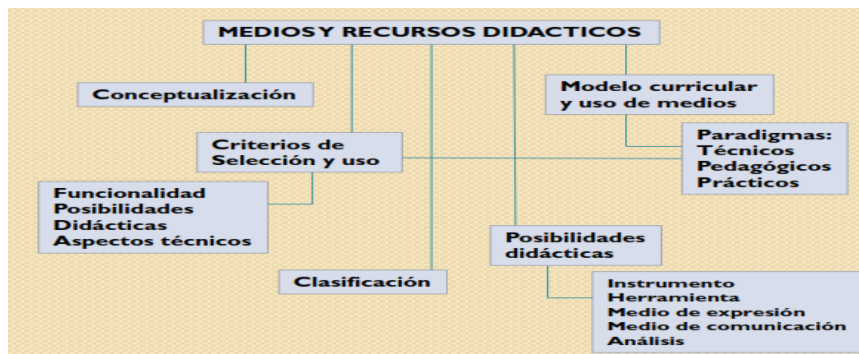 MEDIOS Y RECURSOS DIDACTICOS
Conceptualización
Modelo curricular
y uso de medios
Criterios de
Selección y uso
Paradigmas:
Técnicos
Pedagógicos
Prácticos
Funcionalidad
Posibilidades
Didácticas
Aspectos técnicos
Posibilidades
didácticas
Clasificación
Instrumento
Herramienta
Medio de expresión
Medio de comunicación
Análisis